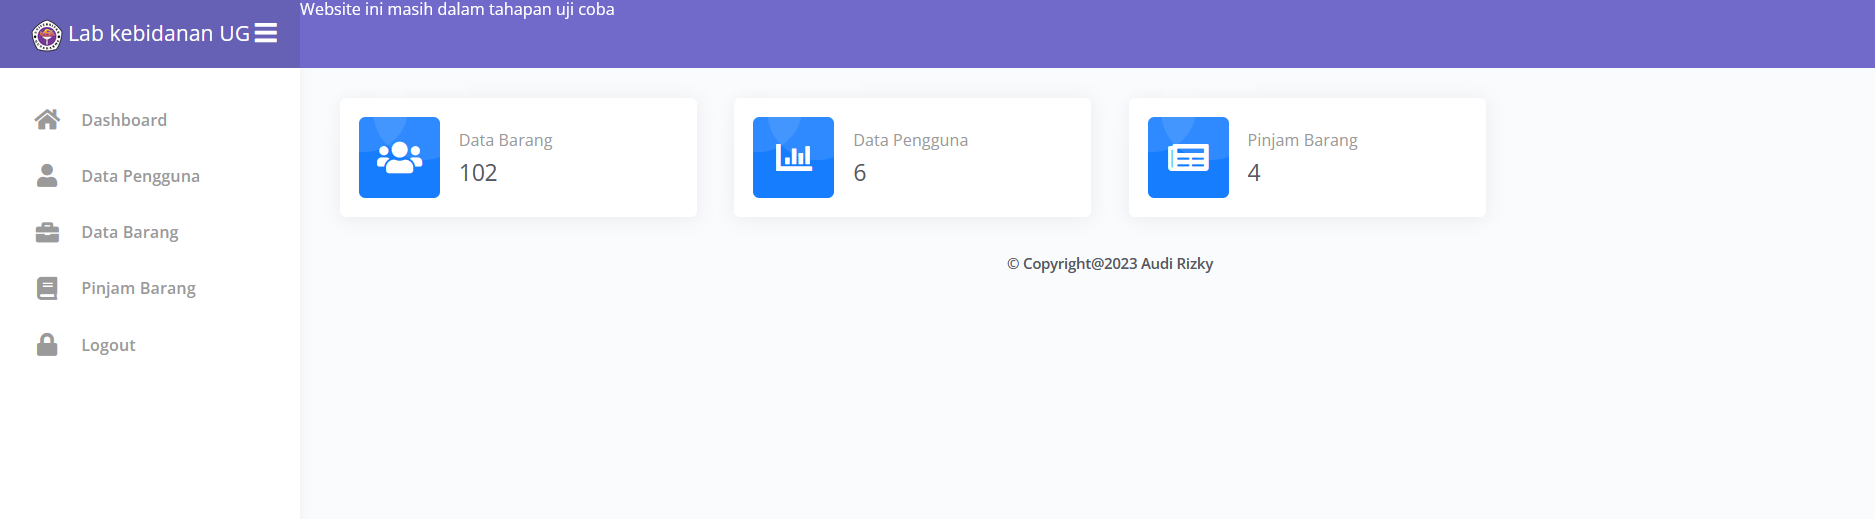 Lab kebidanan UG
Website ini masih dalam tahapan uji coba
Dashboard
Data Pengguna
Data Barang
Pinjam Barang
Logout
Data Barang
102
Data Pengguna
6
Pinjam Barang
4
© Copyright@2023 Audi Rizky